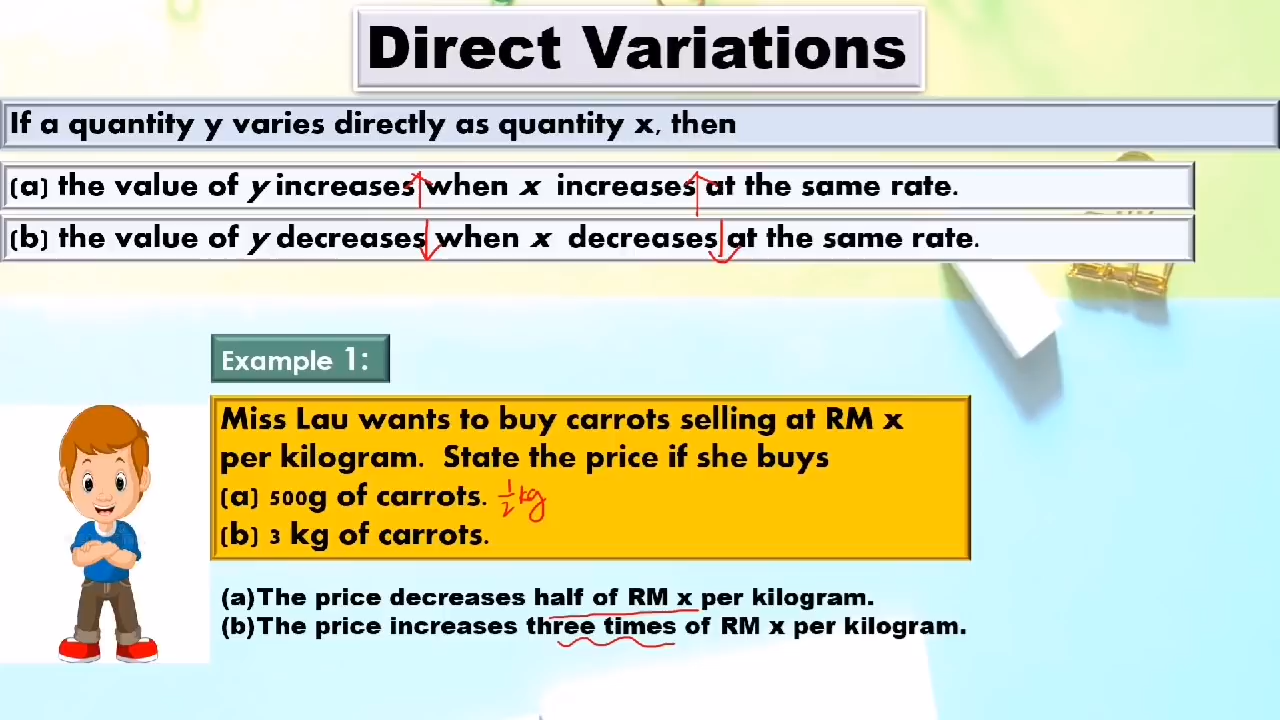 Direct Variations
If a quantity y varies directly as quantity x, then
(a) the value of y increases when x increases at the same rate.
(b) the value of y decreases when x decreases at the same rate.
Example 1:
Miss Lau wants to buy carrots selling at RM x
per kilogram. State the price if she buys
(a) 500g of carrots. 1/2 kg
(b) 3 kg of carrots.
(a)The price decreases half of RM x per kilogram.
(b)The price increases three times of RM x per kilogram.